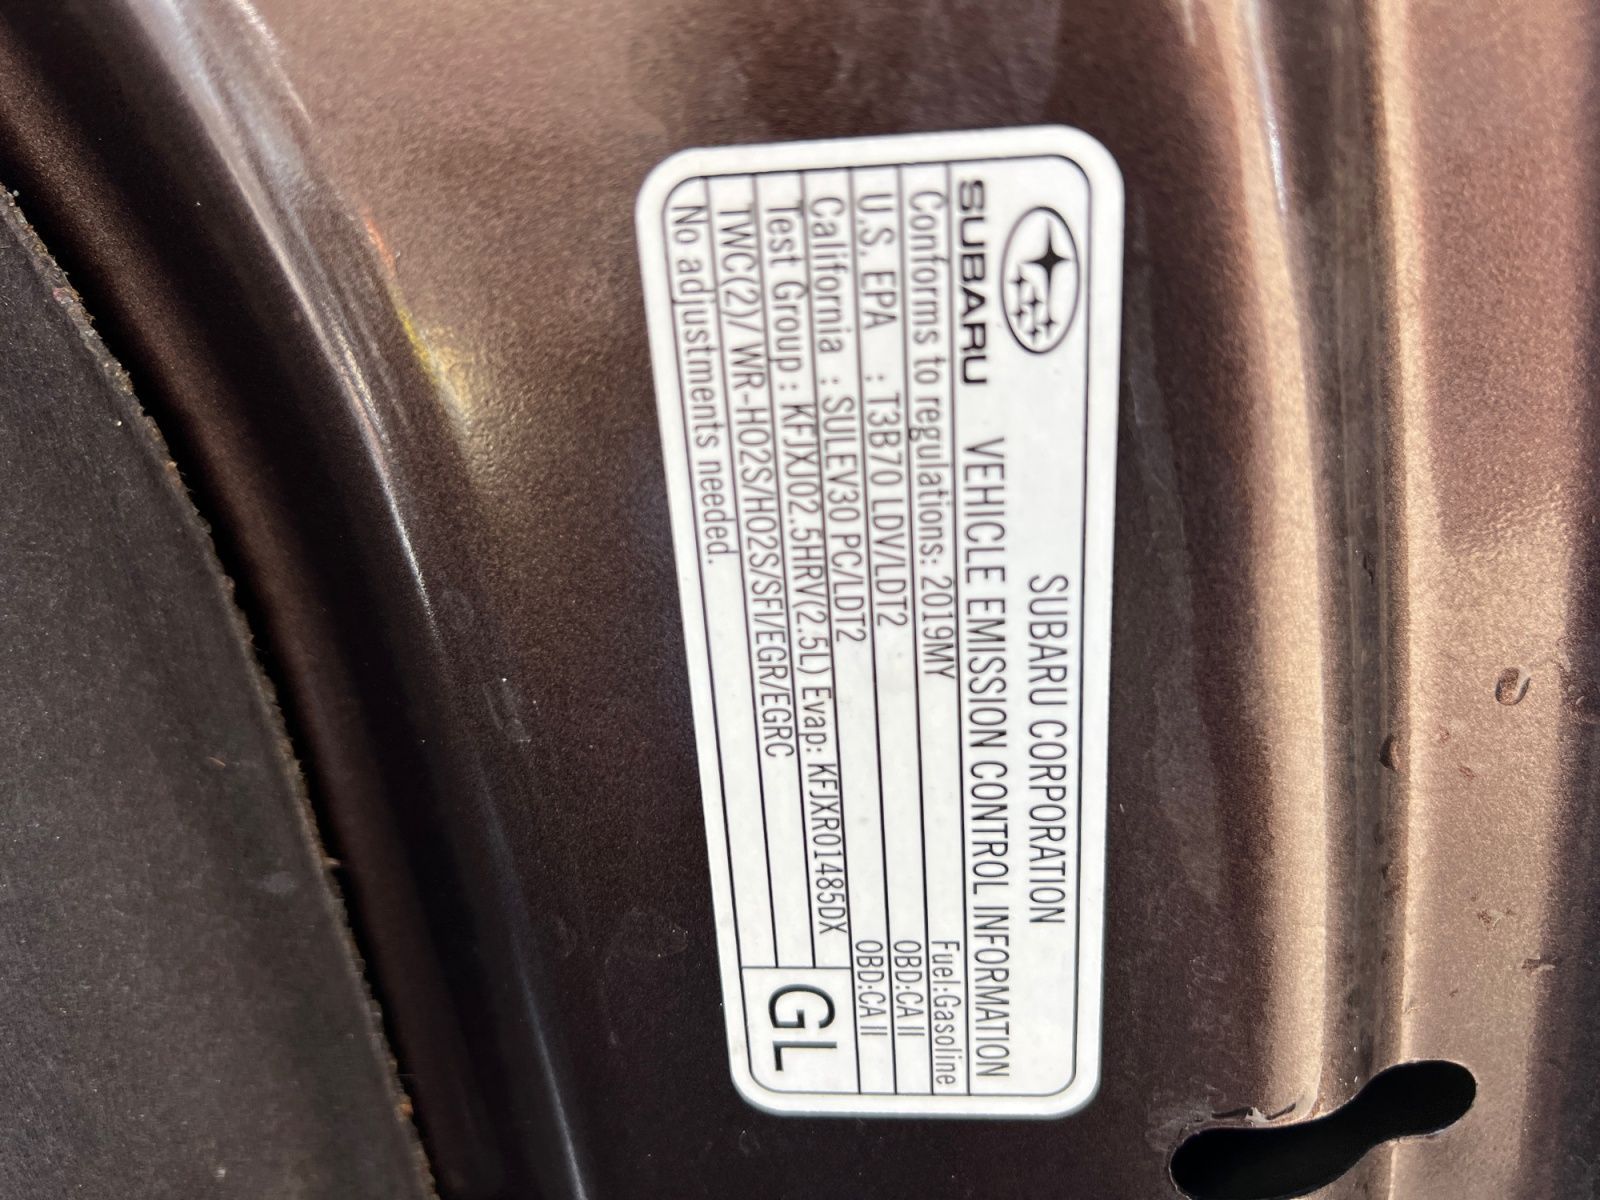 SUBARU CORPORATION
SUBARU VEHICLE EMISSION CONTROL INFORMATION
Conforms to regulations: 2019MY Fuel:Gasoline
U.S. EPA : T3B70 LDV/LDT2 OBD:CA II
California : SULEV30 PC/LDT2 OBD:CA II
Test Group : KFJXJ02.5HRV(2.5L) Evap: KFJXR01485DX
TWC(2)/ WR-HO2S/HO2S/SFI/EGR/EGRC GL
No adjustments needed.